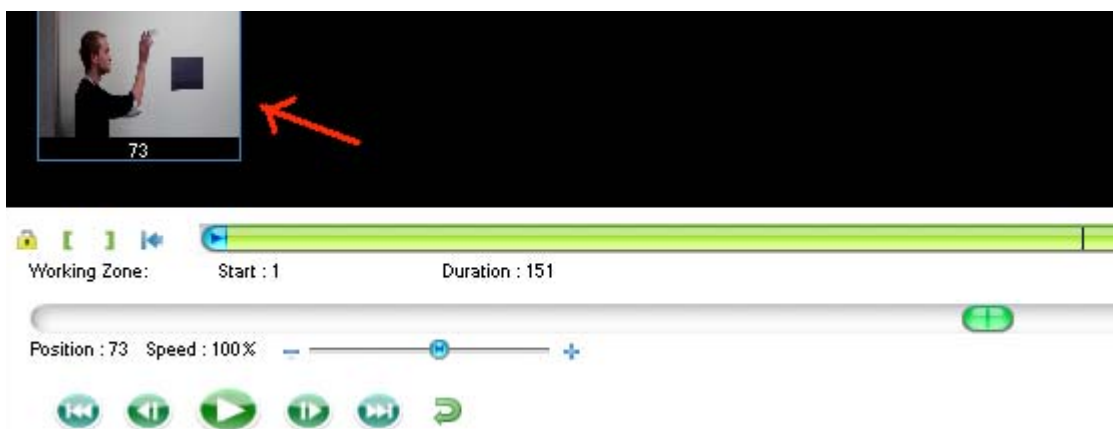 73
Working Zone: Start : 1 Duration : 151
Position : 73 Speed : 100%